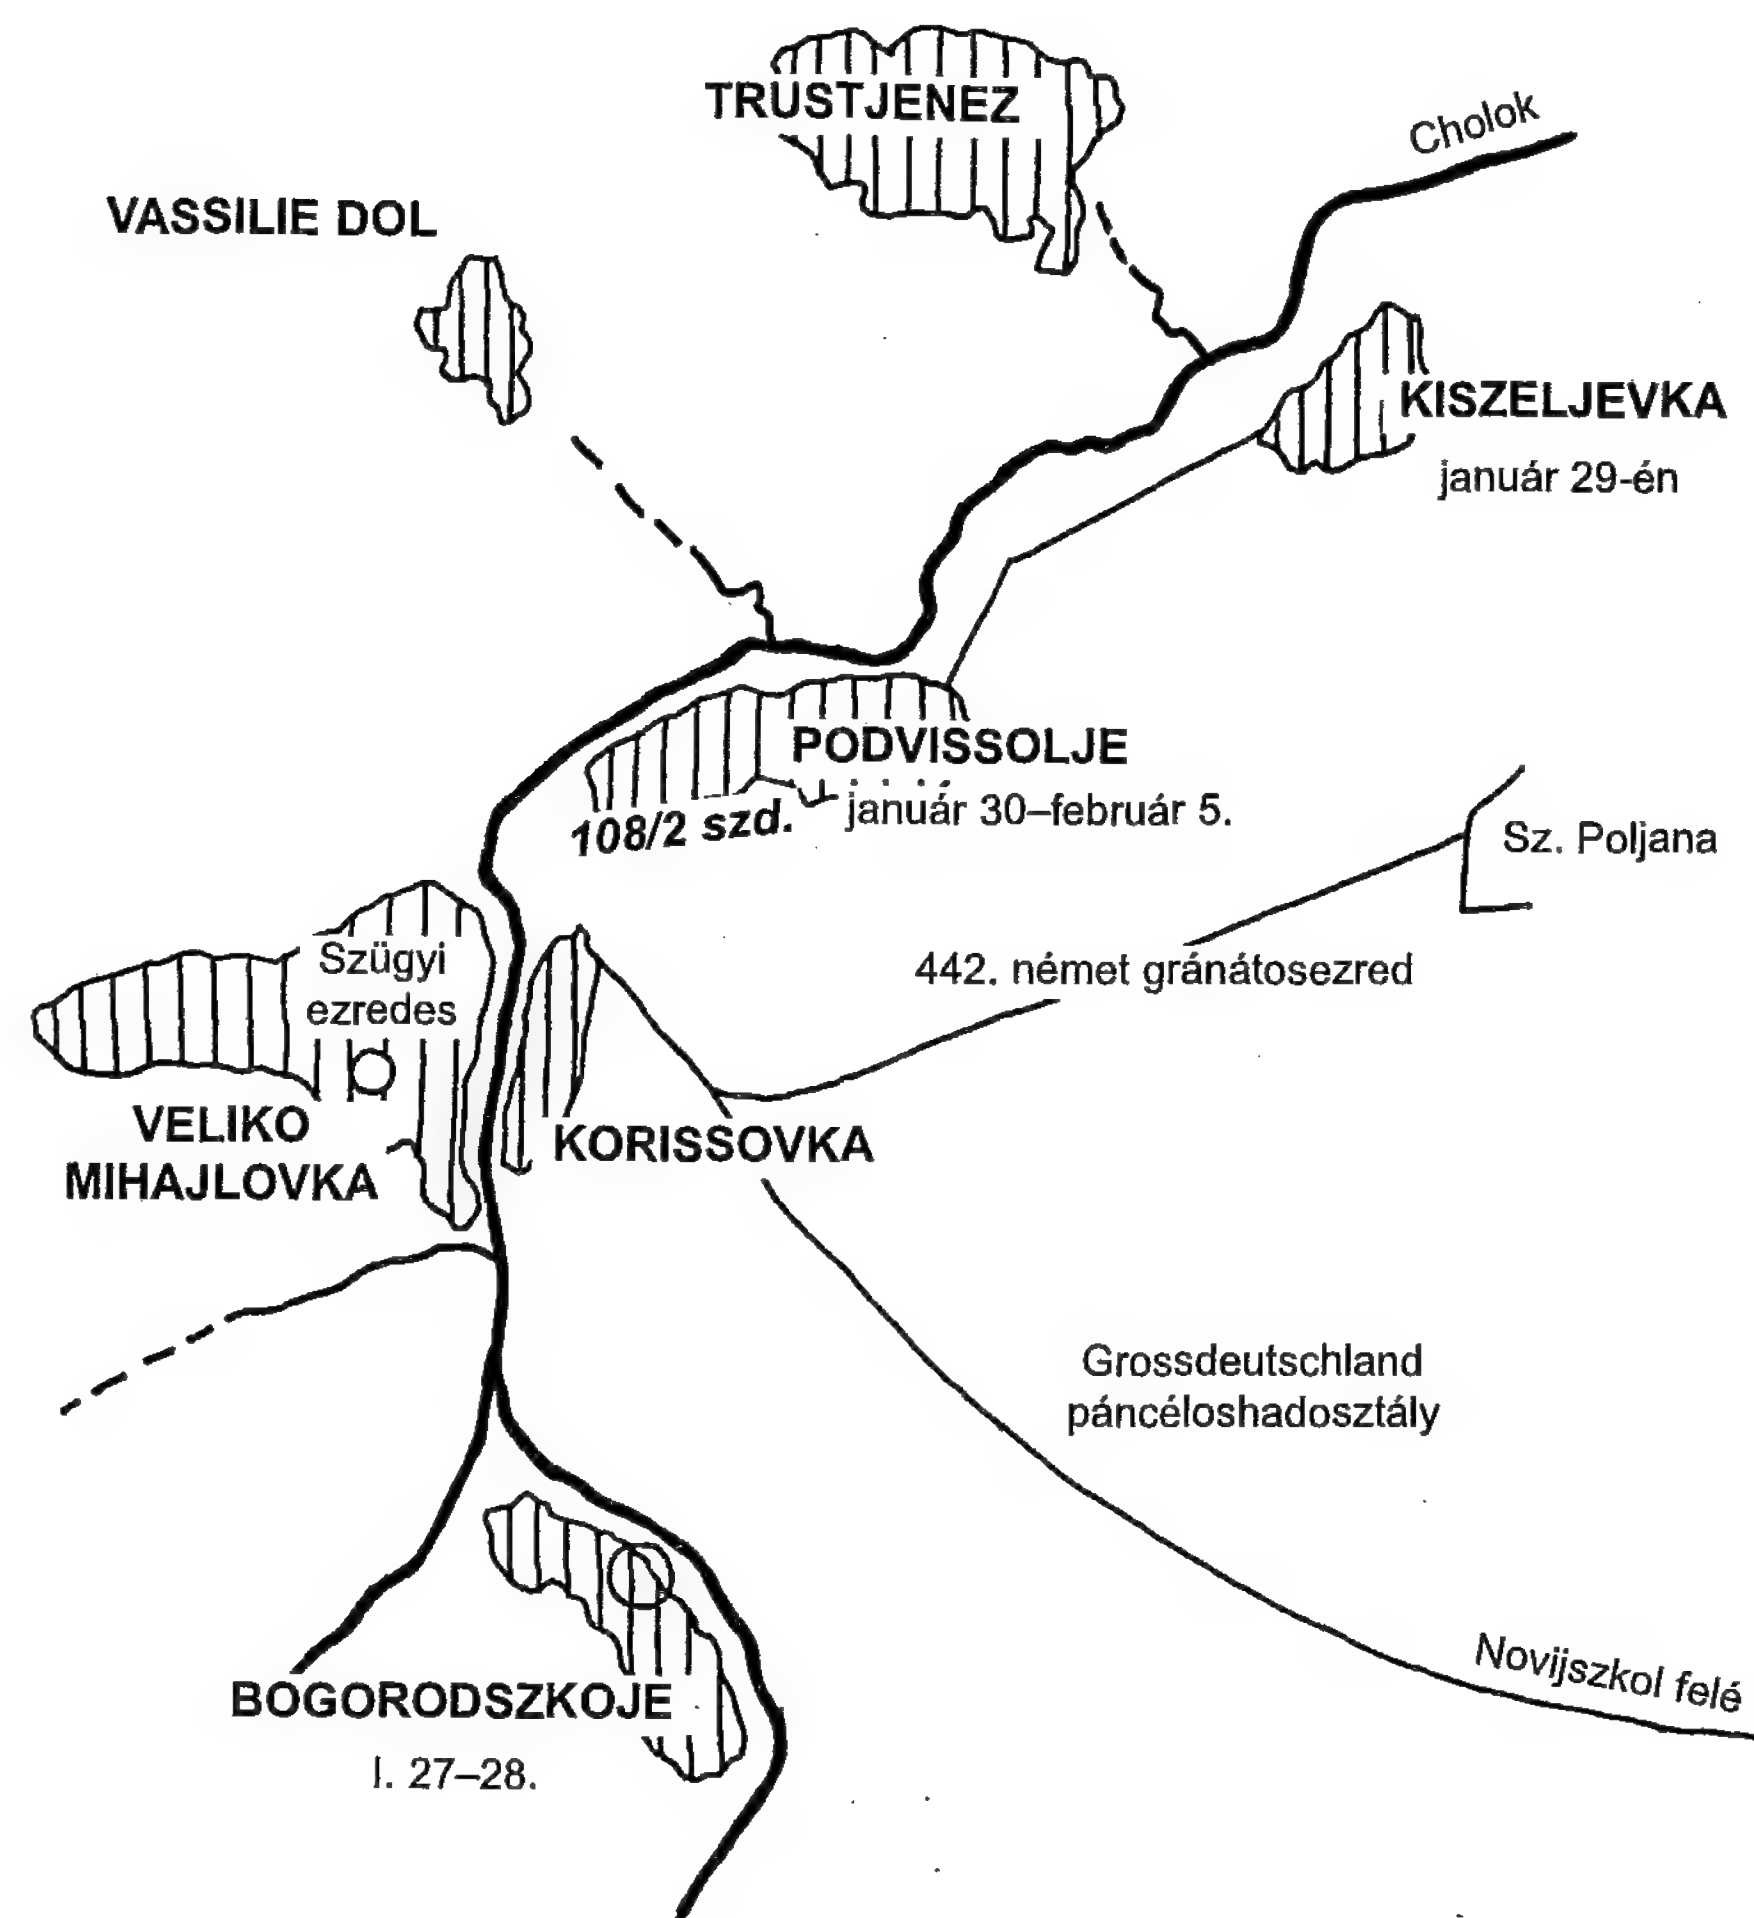 TRUSTJENEZ
Cholok
VASSILIE DOL
KISZELJEVKA
január 29-én
PODVISSOLJE
108/2 szd.
január 30–február 5.
Sz. Poljana
Szügyi
ezredes
442. német gránátosezred
VELIKO
MIHAJLOVKA
KORISSOVKA
Grossdeutschland
páncéloshadosztály
Novijszkol felé
BOGORODSZKOJE
I. 27–28.